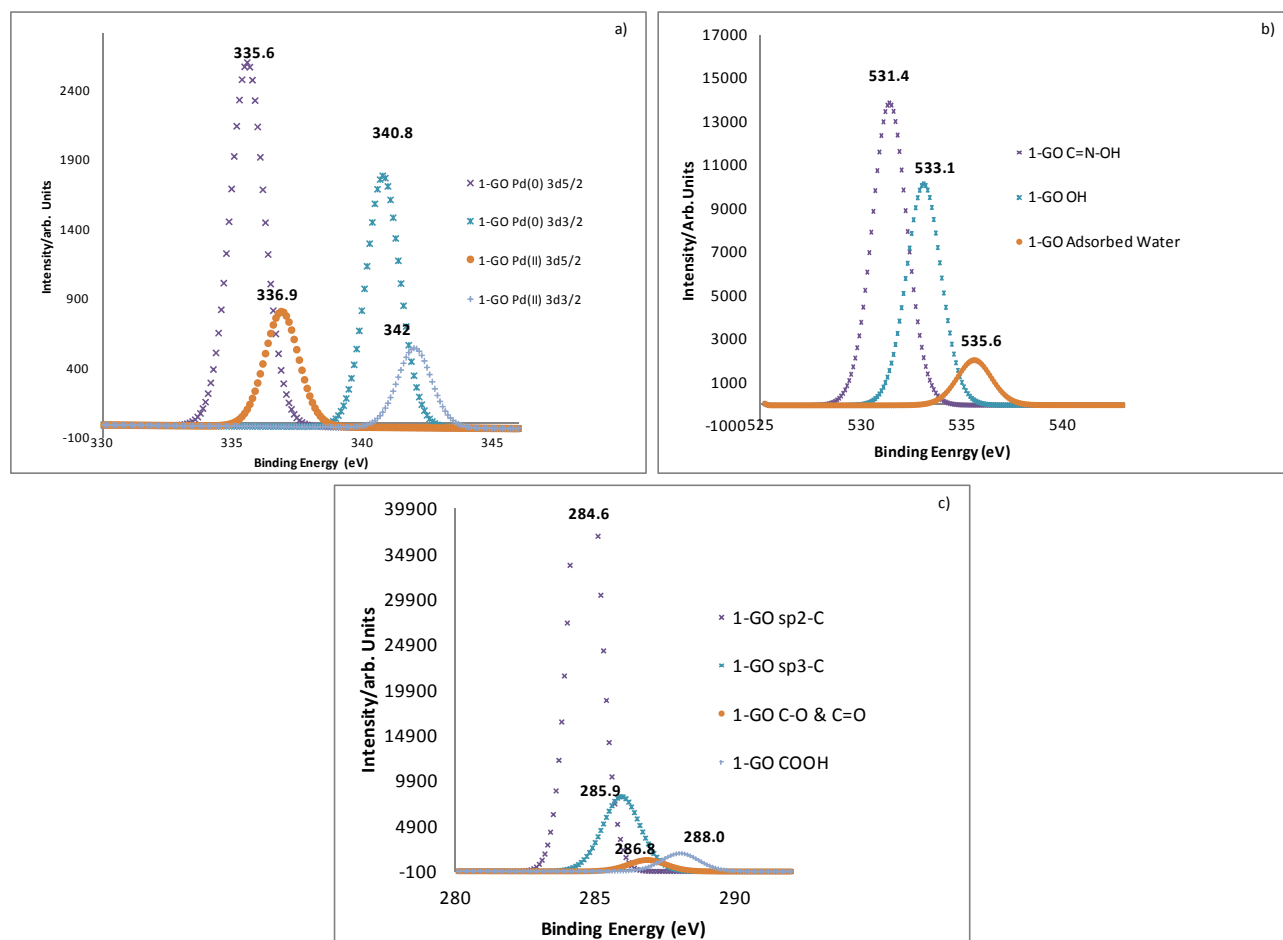 a)
335.6
340.8
336.9
342
2400
1900
1400
900
400
-100
330
335
340
345
Intensity/arb. Units
Binding Energy (eV)
1-GO Pd(0) 3d5/2
1-GO Pd(0) 3d3/2
1-GO Pd(II) 3d5/2
1-GO Pd(II) 3d3/2
b)
531.4
533.1
535.6
17000
15000
13000
11000
9000
7000
5000
3000
1000
-1000
525
530
535
540
Intensity/Arb. Units
Binding Eenrgy (eV)
1-GO C=N-OH
1-GO OH
1-GO Adsorbed Water
c)
284.6
285.9
286.8
288.0
39900
34900
29900
24900
19900
14900
9900
4900
-100
280
285
290
Intensity/arb. Units
Binding Energy (eV)
1-GO sp2-C
1-GO sp3-C
1-GO C-O & C=O
1-GO COOH